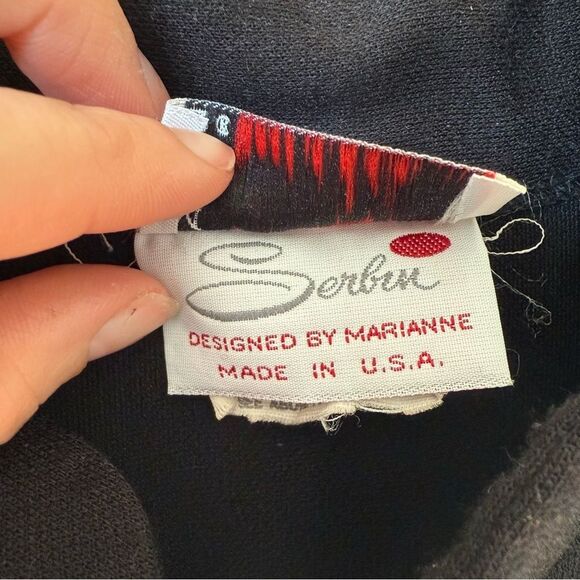 ®
Serbin
DESIGNED BY MARIANNE
MADE IN U.S.A.